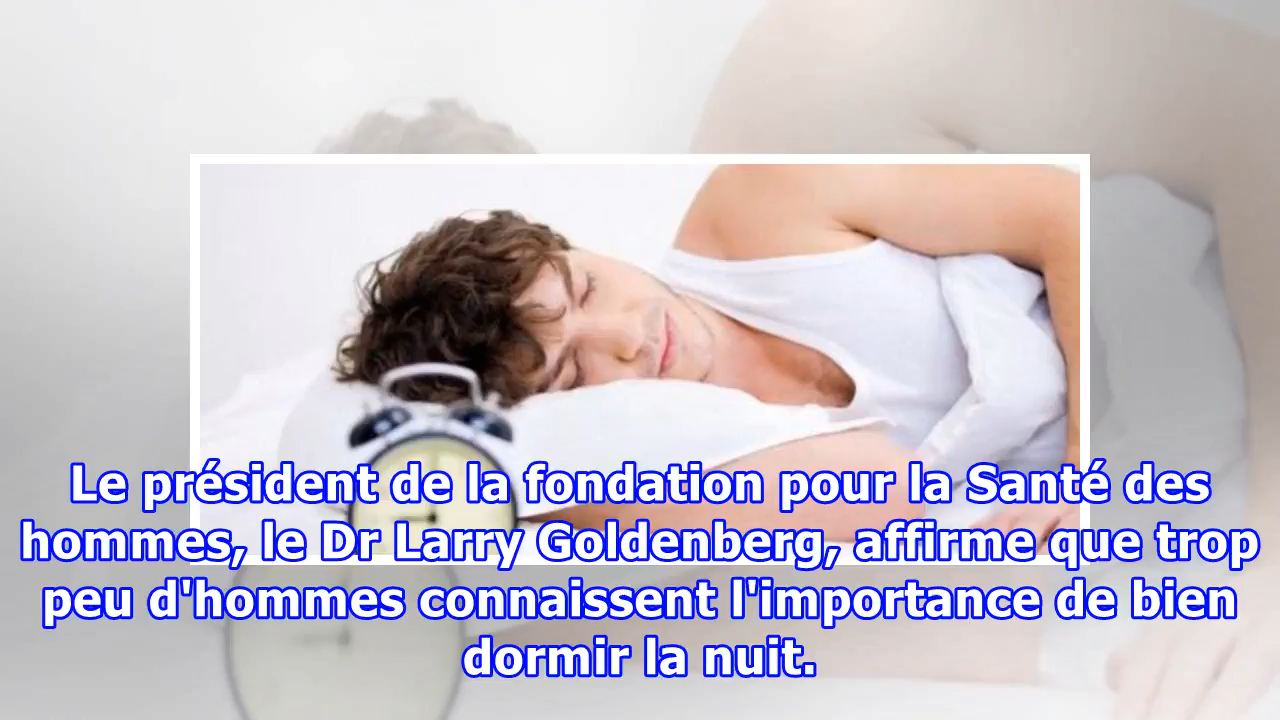 Le président de la fondation pour la Santé des
hommes, le Dr Larry Goldenberg, affirme que trop
peu d'hommes connaissent l'importance de bien
dormir la nuit.